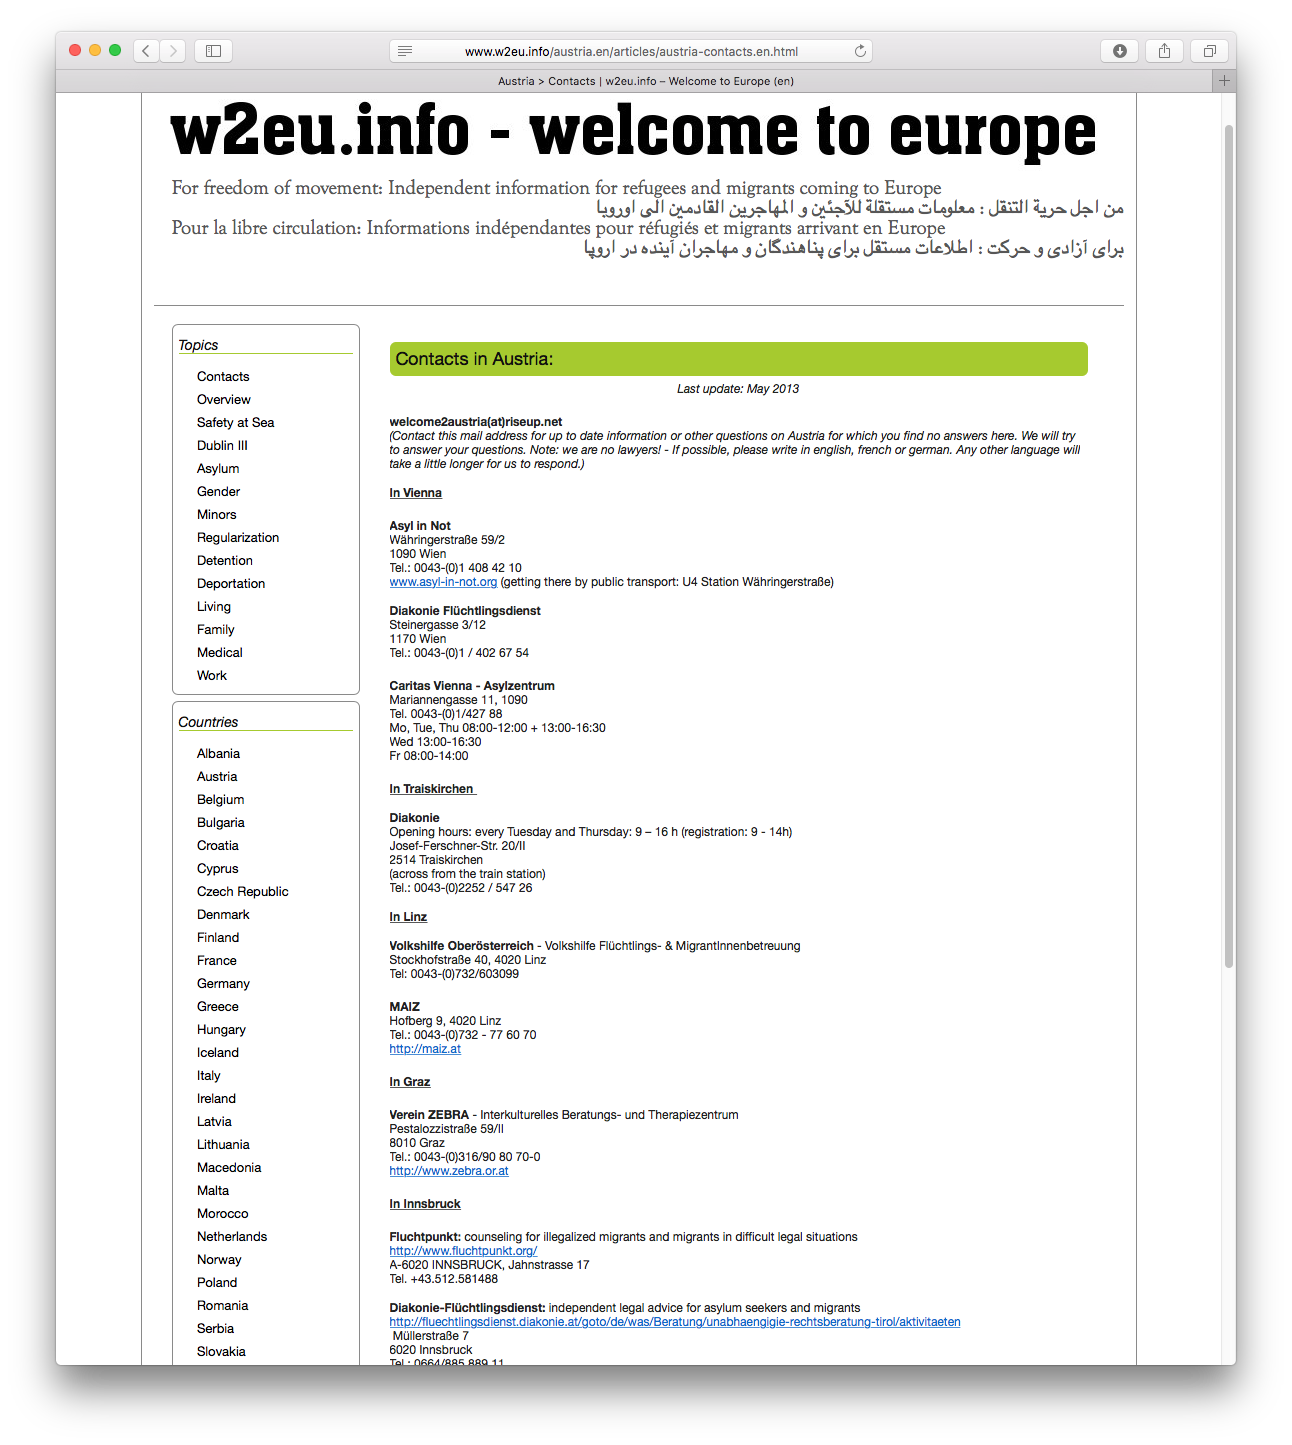 www.w2eu.info/austria.en/articles/austria-contacts.en.html
Austria > Contacts | w2eu.info – Welcome to Europe (en)
w2eu.info - welcome to europe
For freedom of movement: Independent information for refugees and migrants coming to Europe
من اجل حرية التنقل : معلومات مستقلة للآجئين و المهاجرين القادمين الى اوروبا
Pour la libre circulation: Informations indépendantes pour réfugiés et migrants arrivant en Europe
برای آزادی و حرکت : اطلاعات مستقل برای پناهندگان و مهاجران آینده در اروپا
Topics
Contacts
Overview
Safety at Sea
Dublin III
Asylum
Gender
Minors
Regularization
Detention
Deportation
Living
Family
Medical
Work
Countries
Albania
Austria
Belgium
Bulgaria
Croatia
Cyprus
Czech Republic
Denmark
Finland
France
Germany
Greece
Hungary
Iceland
Italy
Ireland
Latvia
Lithuania
Macedonia
Malta
Morocco
Netherlands
Norway
Poland
Romania
Serbia
Slovakia
Contacts in Austria:
Last update: May 2013
welcome2austria(at)riseup.net
(Contact this mail address for up to date information or other questions on Austria for which you find no answers here. We will try
to answer your questions. Note: we are no lawyers! - If possible, please write in english, french or german. Any other language will
take a little longer for us to respond.)
In Vienna
Asyl in Not
Währingerstraße 59/2
1090 Wien
Tel.: 0043-(0)1 408 42 10
www.asyl-in-not.org (getting there by public transport: U4 Station Währingerstraße)
Diakonie Flüchtlingsdienst
Steinergasse 3/12
1170 Wien
Tel.: 0043-(0)1 / 402 67 54
Caritas Vienna - Asylzentrum
Mariannengasse 11, 1090
Tel. 0043-(0)1/427 88
Mo, Tue, Thu 08:00-12:00 + 13:00-16:30
Wed 13:00-16:30
Fr 08:00-14:00
In Traiskirchen
Diakonie
Opening hours: every Tuesday and Thursday: 9 – 16 h (registration: 9 - 14h)
Josef-Ferschner-Str. 20/II
2514 Traiskirchen
(across from the train station)
Tel.: 0043-(0)2252 / 547 26
In Linz
Volkshilfe Oberösterreich - Volkshilfe Flüchtlings- & MigrantInnenbetreuung
Stockhofstraße 40, 4020 Linz
Tel: 0043-(0)732/603099
MAIZ
Hofberg 9, 4020 Linz
Tel.: 0043-(0)732 - 77 60 70
http://maiz.at
In Graz
Verein ZEBRA - Interkulturelles Beratungs- und Therapiezentrum
Pestalozzistraße 59/II
8010 Graz
Tel.: 0043-(0)316/90 80 70-0
http://www.zebra.or.at
In Innsbruck
Fluchtpunkt: counseling for illegalized migrants and migrants in difficult legal situations
http://www.fluchtpunkt.org/
A-6020 INNSBRUCK, Jahnstrasse 17
Tel. +43.512.581488
Diakonie-Flüchtlingsdienst: independent legal advice for asylum seekers and migrants
http://fluechtlingsdienst.diakonie.at/goto/de/was/Beratung/unabhaengigie-rechtsberatung-tirol/aktivitaeten
Müllerstraße 7
6020 Innsbruck
Tel.: 0664/885 889 11